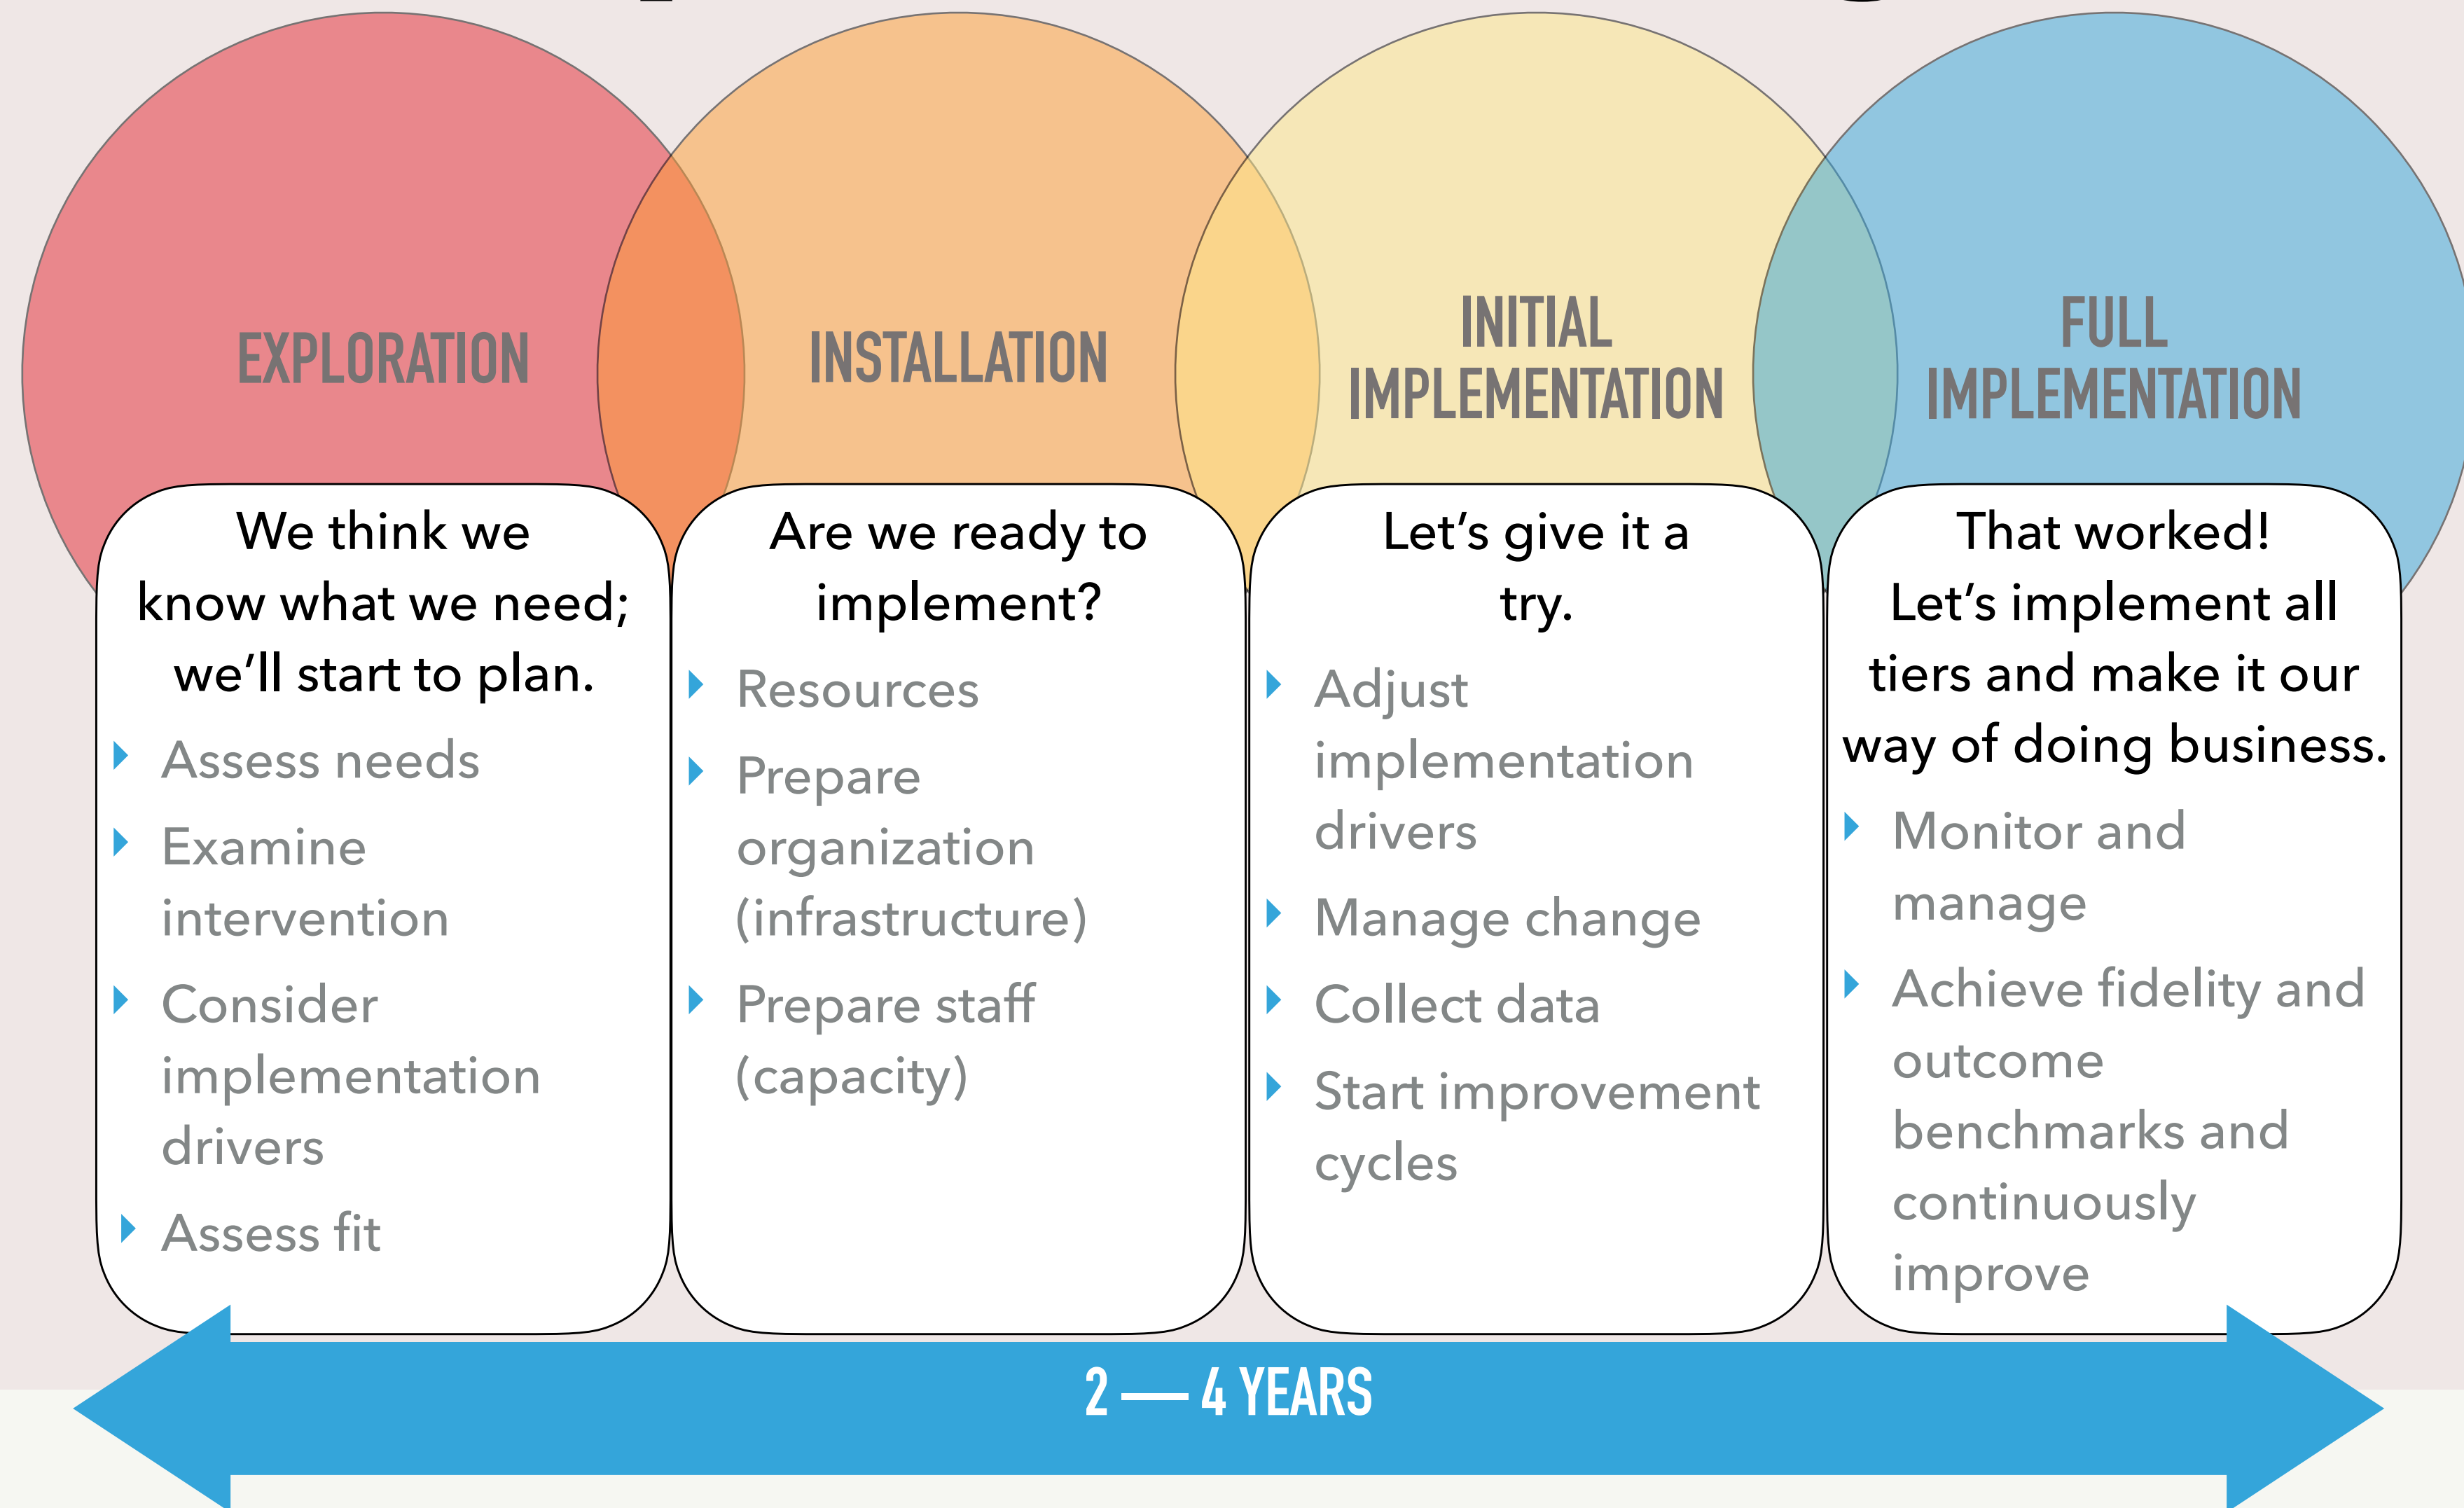 EXPLORATION
We think we
know what we need;
we’ll start to plan.
Assess needs
Examine
intervention
Consider
implementation
drivers
Assess fit
INSTALLATION
Are we ready to
implement?
Resources
Prepare
organization
(infrastructure)
Prepare staff
(capacity)
INITIAL
IMPLEMENTATION
Let’s give it a
try.
Adjust
implementation
drivers
Manage change
Collect data
Start improvement
cycles
FULL
IMPLEMENTATION
That worked!
Let’s implement all
tiers and make it our
way of doing business.
Monitor and
manage
Achieve fidelity and
outcome
benchmarks and
continuously
improve
2 — 4 YEARS